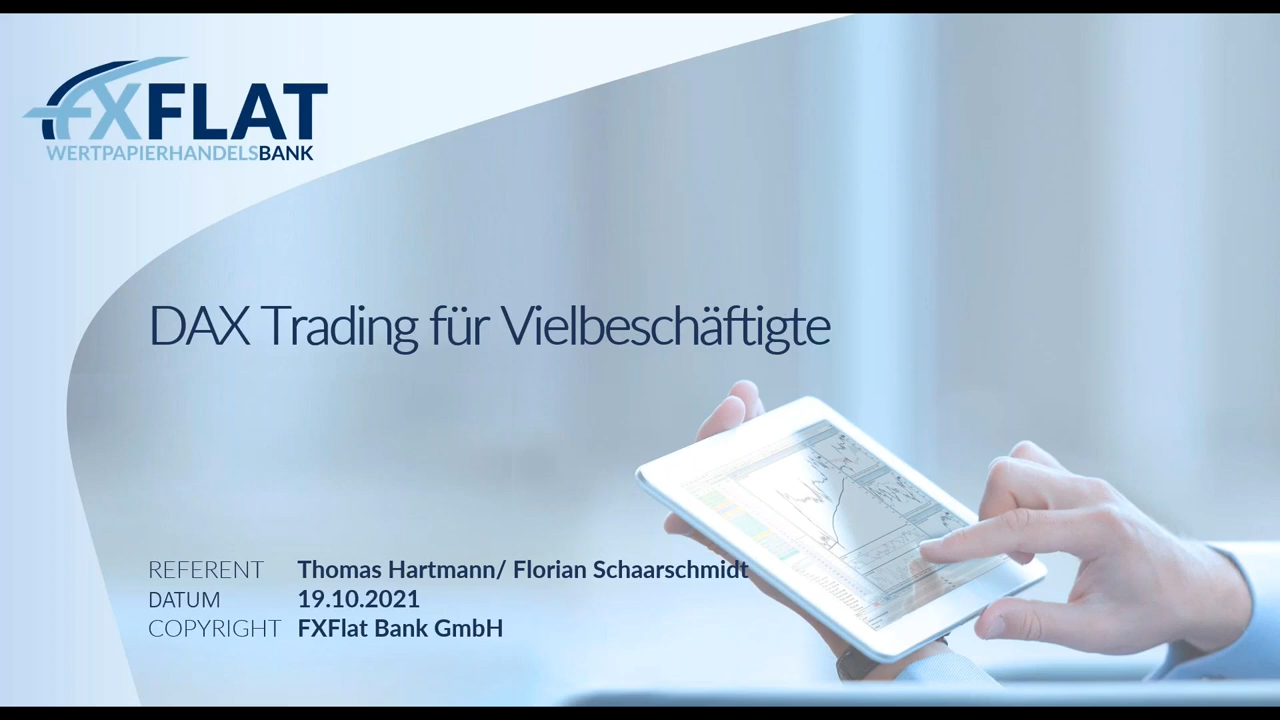 FXFLAT
WERTPAPIERHANDELSBANK
DAX Trading für Vielbeschäftigte
REFERENT Thomas Hartmann/ Florian Schaarschmidt
DATUM 19.10.2021
COPYRIGHT FXFlat Bank GmbH